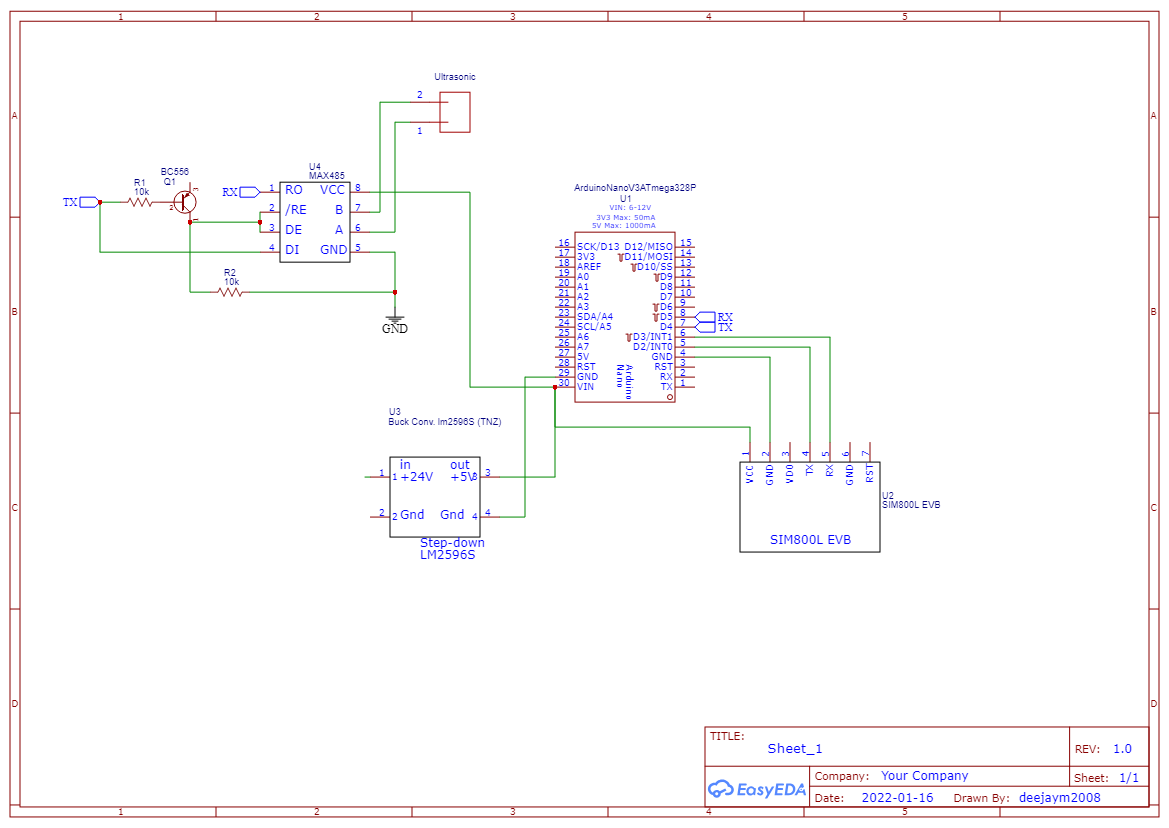 1 2 3 4 5
A A
B B
C C
D D
1 2 3 4 5
Ultrasonic
2
1
BC556
Q1
R1
10k
TX
3
2
1
U4
MAX485
RX
1 RO VCC 8
2 /RE B 7
3 DE A 6
4 DI GND 5
R2
10k
GND
ArduinoNanoV3ATmega328P
U1
VIN: 6-12V
3V3 Max: 50mA
5V Max: 1000mA
16 SCK/D13 D12/MISO 15
17 3V3 D11/MOSI 14
18 AREF D10/SS 13
19 A0 D9 12
20 A1 D8 11
21 A2 D7 10
22 A3 D6 9
23 SDA/A4 D5 8 RX
24 SCL/A5 D4 7 TX
25 A6 D3/INT1 6
26 A7 D2/INT0 5
27 5V GND 4
28 RST RST 3
29 GND RX 2
30 VIN TX 1
Arduino
Nano
U3
Buck Conv. lm2596S (TNZ)
in out
1 1 +24V +5V 3 3
2 2 Gnd Gnd 4 4
Step-down
LM2596S
1 2 3 4 5 6 7
VCC GND VDD TX RX GND RST
U2
SIM800L EVB
SIM800L EVB
TITLE:
Sheet_1
REV: 1.0
EasyEDA
Company: Your Company
Sheet: 1/1
Date: 2022-01-16 Drawn By: deejaym2008